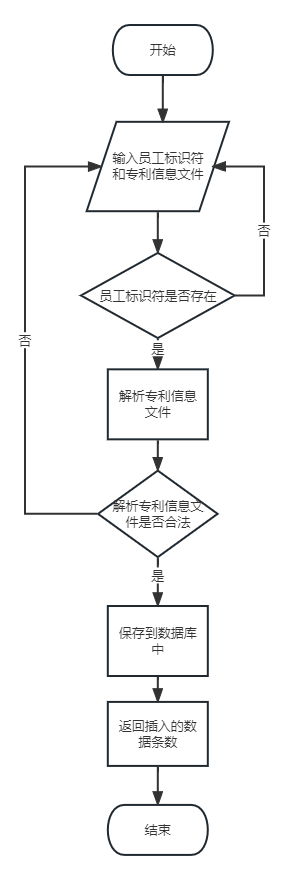 开始
输入员工标识符
和专利信息文件
否
员工标识符是否存在
否
是
解析专利信息
文件
解析专利信息文
件是否合法
是
保存到数据库
中
返回插入的数
据条数
结束